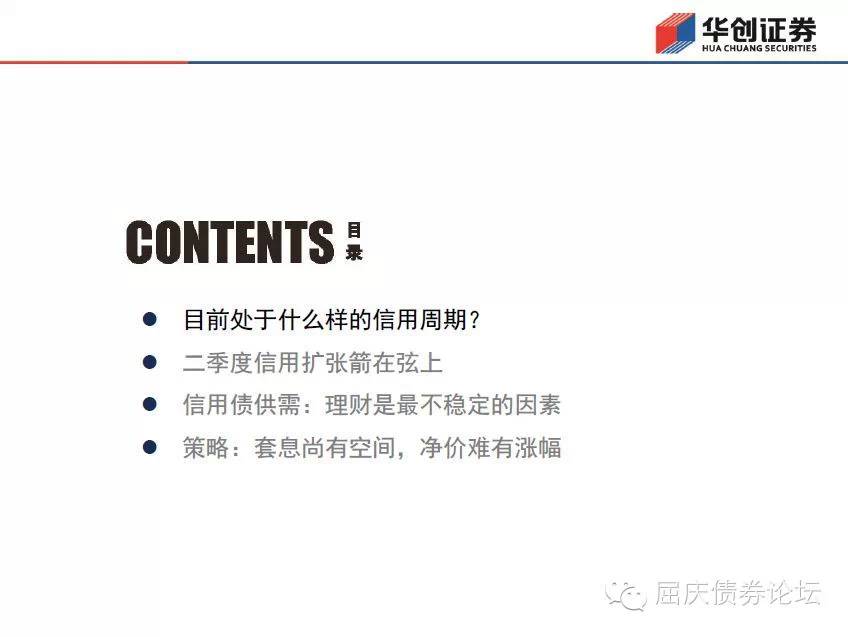 华创证券
HUA CHUANG SECURITIES
CONTENTS 目录
目前处于什么样的信用周期？
二季度信用扩张箭在弦上
信用债供需：理财是最不稳定的因素
策略：套息尚有空间，净价难有涨幅
屈庆债券论坛